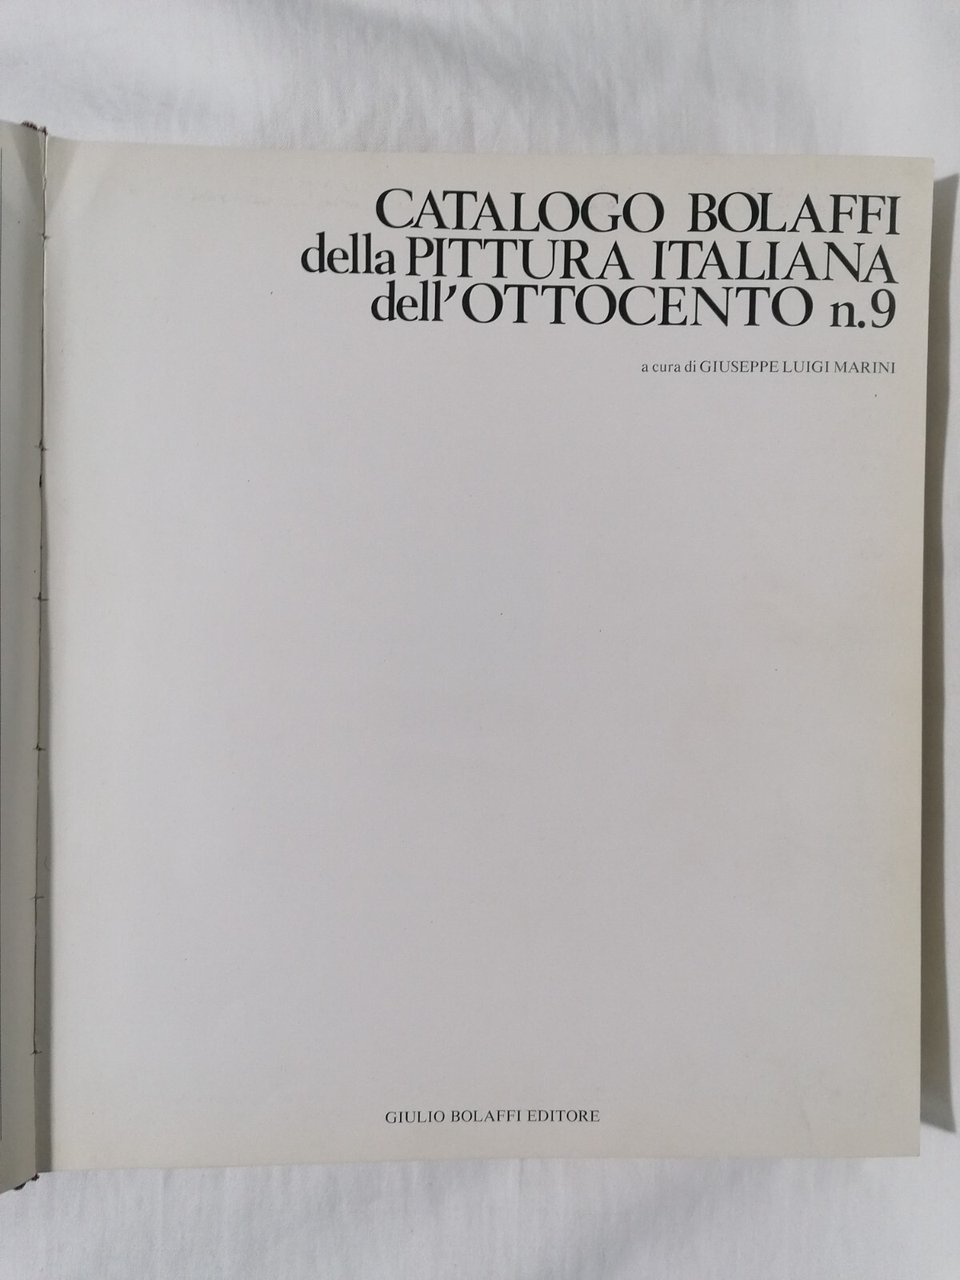 CATALOGO BOLAFFI
della PITTURA ITALIANA
dell'OTTOCENTO n.9
a cura di GIUSEPPE LUIGI MARINI
GIULIO BOLAFFI EDITORE